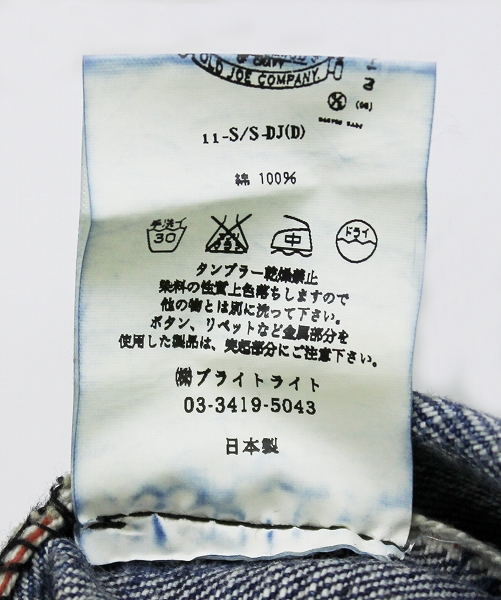 OLD JOE COMPANY.
11-S/S-DJ(D)
綿 100%
手洗イ
30
中
ドライ
タンブラー乾燥禁止
染料の性質上色落ちしますので
他の物とは別に洗って下さい。
ボタン、リベットなど金属部分を
使用した製品は、突起部分にご注意下さい。
㈱ブライトライト
03-3419-5043
日本製